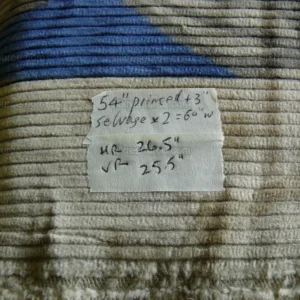 54" printed + 3"
selvage x 2 = 60" w
HR 26.5"
VR 25.5"